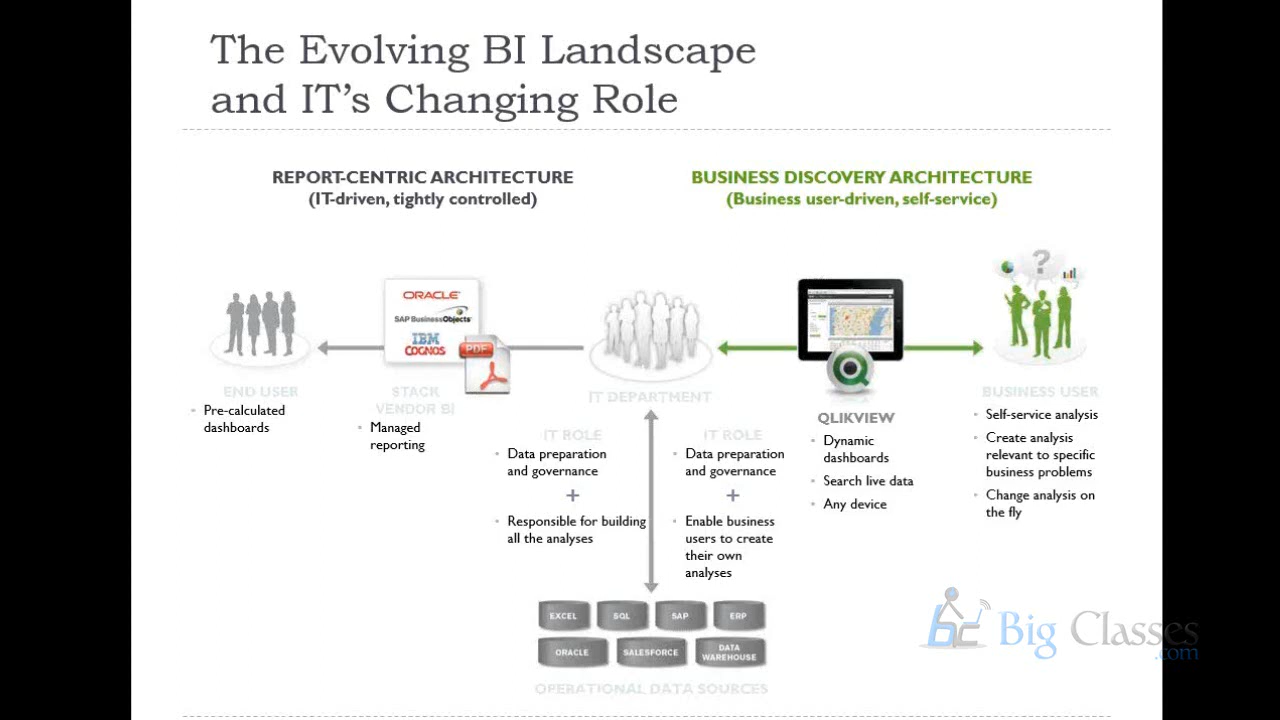 The Evolving BI Landscape
and IT's Changing Role
REPORT-CENTRIC ARCHITECTURE
(IT-driven, tightly controlled)
BUSINESS DISCOVERY ARCHITECTURE
(Business user-driven, self-service)
ORACLE
SAP BusinessObjects
IBM
COGNOS
PDF
?
END USER
Pre-calculated
dashboards
STACK
VENDOR BI
Managed
reporting
IT DEPARTMENT
IT ROLE
Data preparation
and governance
+
Responsible for building
all the analyses
IT ROLE
Data preparation
and governance
+
Enable business
users to create
their own
analyses
QLIKVIEW
Dynamic
dashboards
Search live data
Any device
BUSINESS USER
Self-service analysis
Create analysis
relevant to specific
business problems
Change analysis on
the fly
EXCEL
SQL
SAP
ERP
ORACLE
SALESFORCE
DATA
WAREHOUSE
OPERATIONAL DATA SOURCES
bc Big Classes
.com